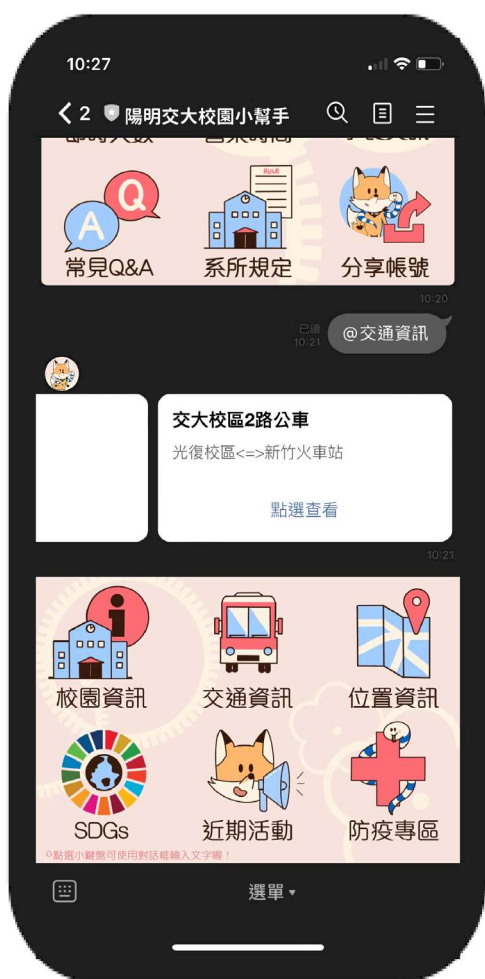 10:27
2 陽明交大校園小幫手
RULE
Q
A
常見Q&A 系所規定 分享帳號
10:20
已讀
10:21
@交通資訊
交大校區2路公車
光復校區<=>新竹火車站
點選查看
10:21
校園資訊 交通資訊 位置資訊
SDGs 近期活動 防疫專區
點選小鍵盤可使用對話框輸入文字喔！
選單